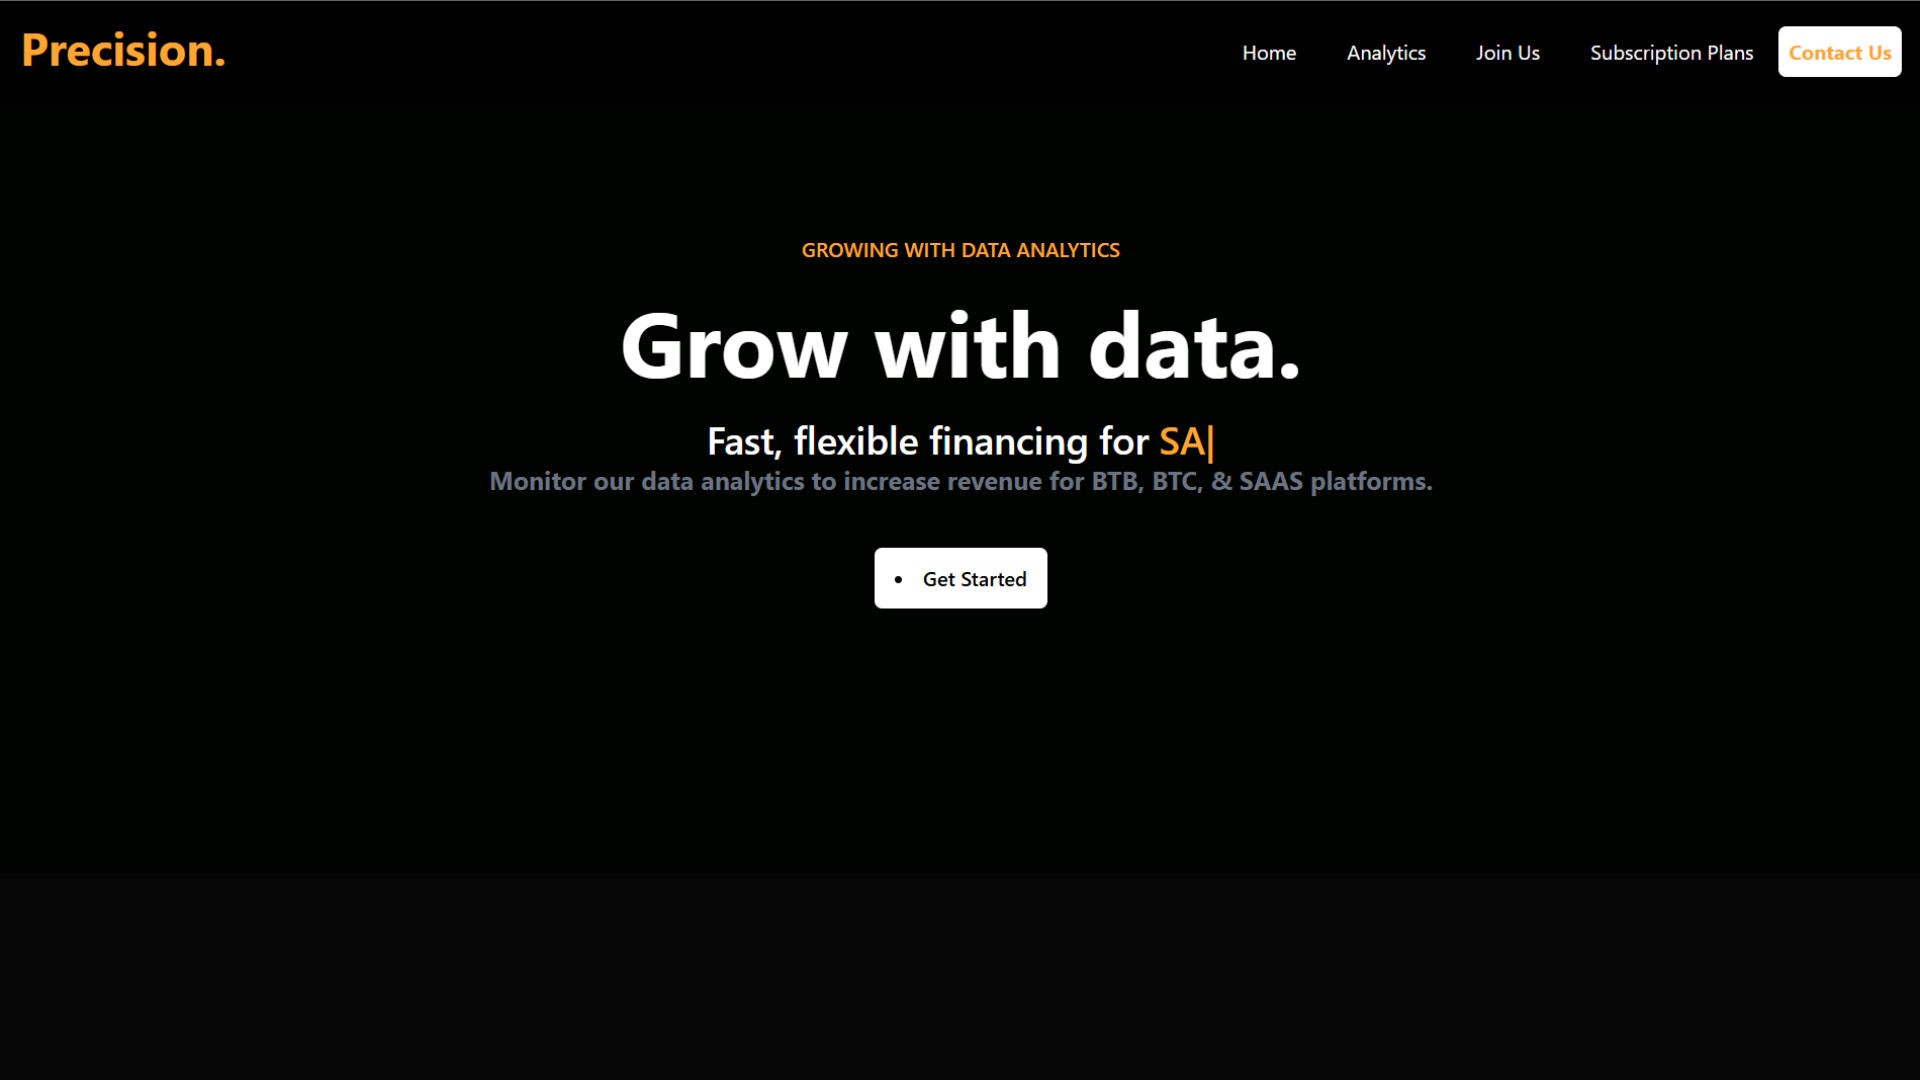 Precision.
Home Analytics Join Us Subscription Plans Contact Us
GROWING WITH DATA ANALYTICS
Grow with data.
Fast, flexible financing for SA|
Monitor our data analytics to increase revenue for BTB, BTC, & SAAS platforms.
• Get Started